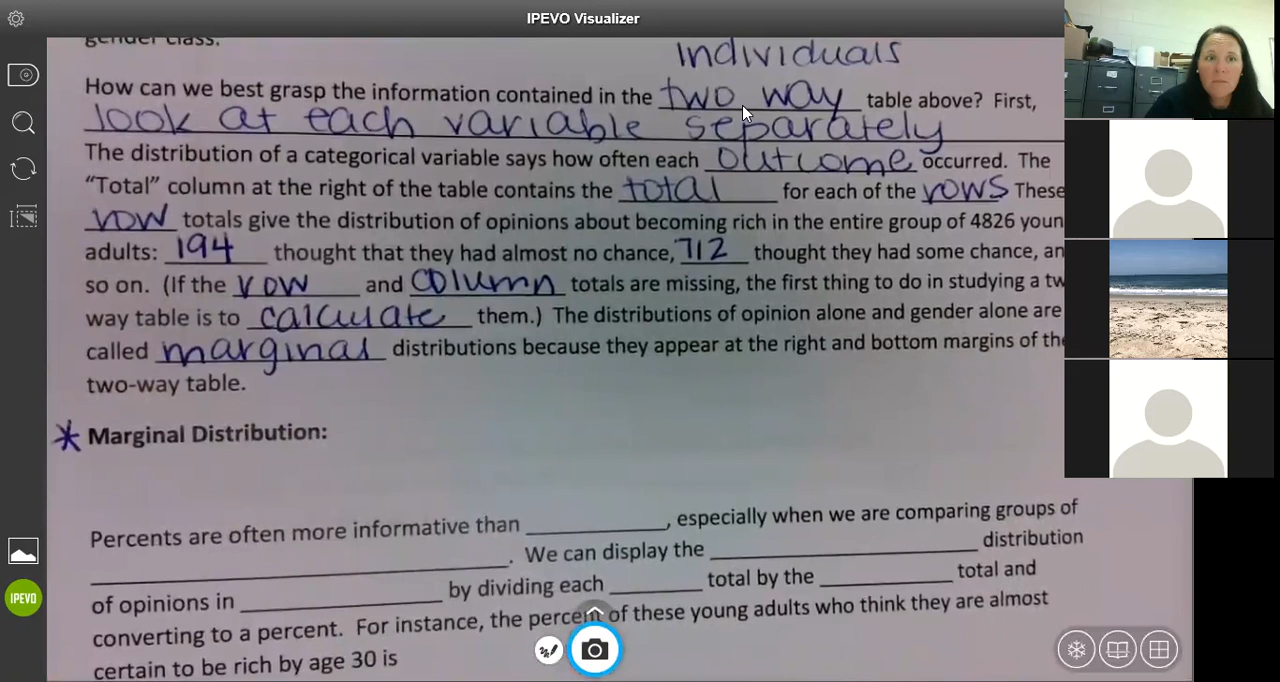 IPEVO Visualizer
gender class.
Individuals
How can we best grasp the information contained in the two way table above? First,
look at each variable separately
The distribution of a categorical variable says how often each outcome occurred. The
"Total" column at the right of the table contains the total for each of the rows These
row totals give the distribution of opinions about becoming rich in the entire group of 4826 youn
adults: 194 thought that they had almost no chance, 712 thought they had some chance, an
so on. (If the row and column totals are missing, the first thing to do in studying a tw
way table is to calculate them.) The distributions of opinion alone and gender alone are
called marginal distributions because they appear at the right and bottom margins of the
two-way table.
* Marginal Distribution:
Percents are often more informative than __________, especially when we are comparing groups of
__________. We can display the __________ distribution
of opinions in __________ by dividing each __________ total by the __________ total and
converting to a percent. For instance, the percent of these young adults who think they are almost
certain to be rich by age 30 is
IPEVO